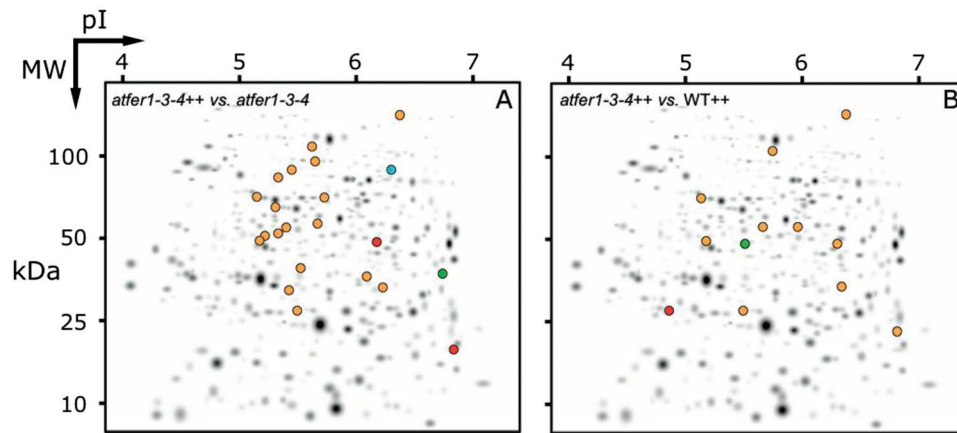 pI
MW
4 5 6 7
4 5 6 7
atfer1-3-4++ vs. atfer1-3-4 A
atfer1-3-4++ vs. WT++ B
100
50
kDa
25
10